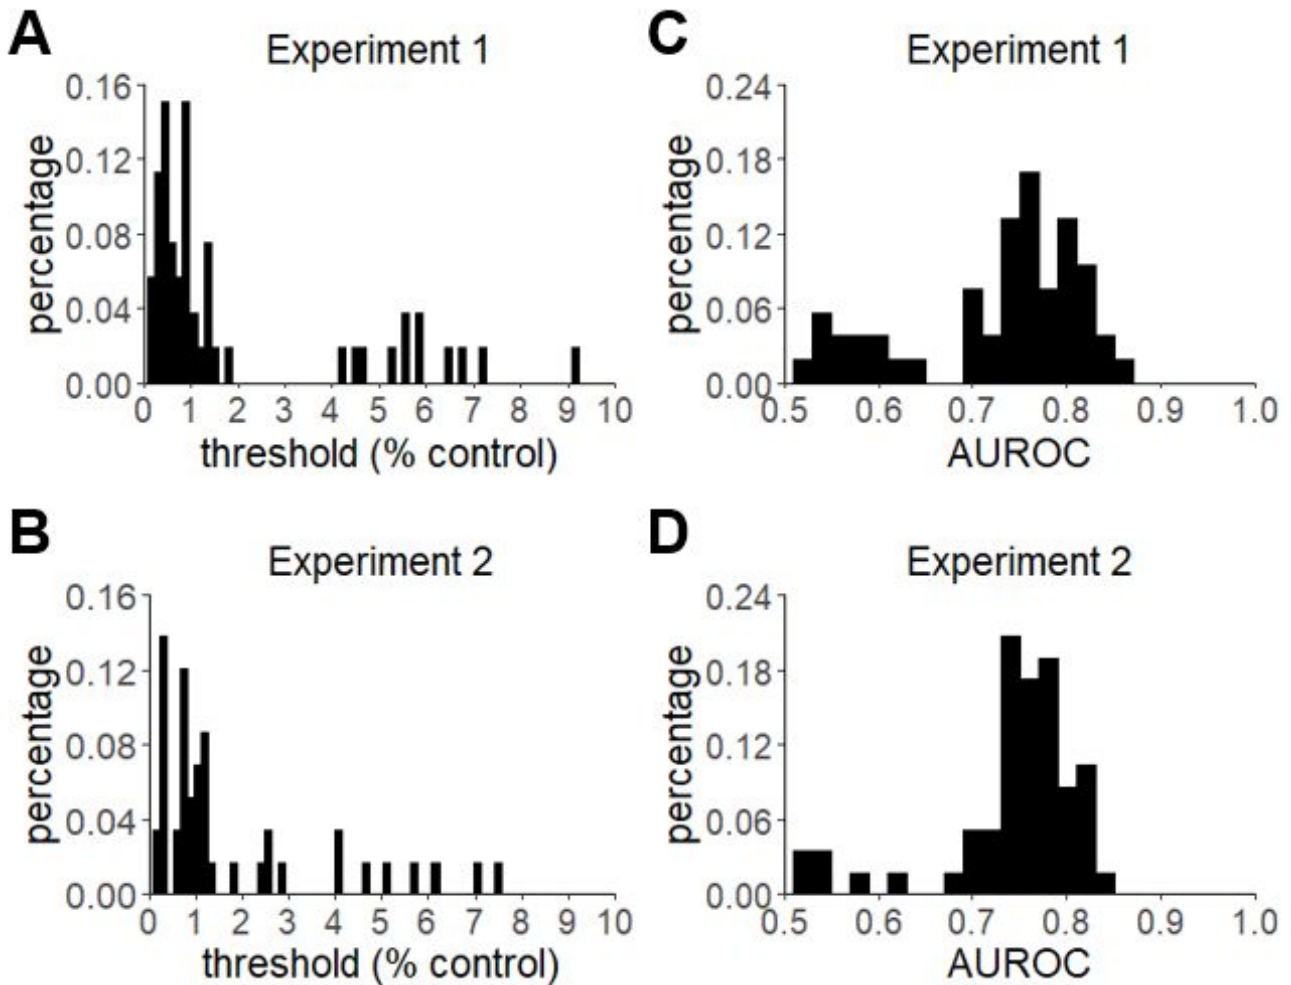 A
Experiment 1
percentage
0.16
0.12
0.08
0.04
0.00
0 1 2 3 4 5 6 7 8 9 10
threshold (% control)
C
Experiment 1
percentage
0.24
0.18
0.12
0.06
0.00
0.5 0.6 0.7 0.8 0.9 1.0
AUROC
B
Experiment 2
percentage
0.16
0.12
0.08
0.04
0.00
0 1 2 3 4 5 6 7 8 9 10
threshold (% control)
D
Experiment 2
percentage
0.24
0.18
0.12
0.06
0.00
0.5 0.6 0.7 0.8 0.9 1.0
AUROC